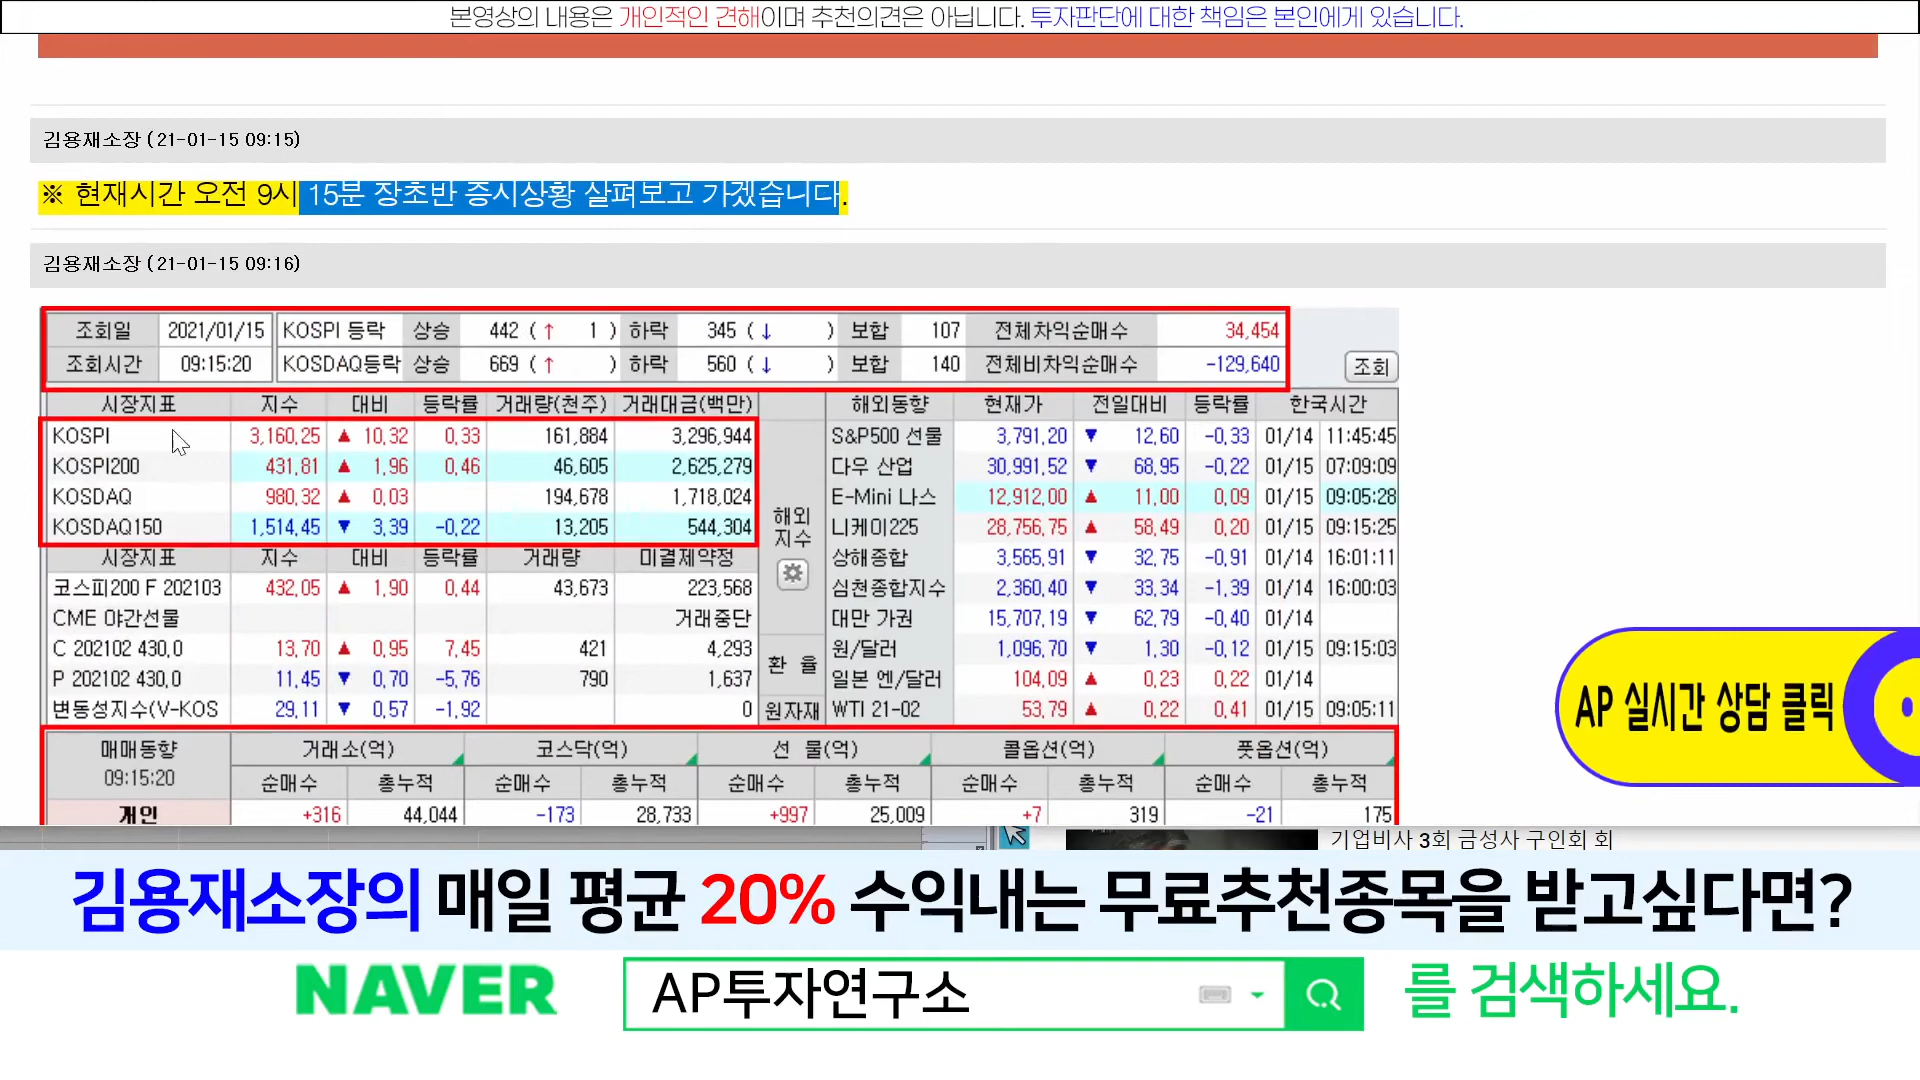 본영상의 내용은 개인적인 견해이며 추천의견은 아닙니다. 투자판단에 대한 책임은 본인에게 있습니다.
김용재소장 (21-01-15 09:15)
※ 현재시간 오전 9시 15분 장초반 증시상황 살펴보고 가겠습니다.
김용재소장 (21-01-15 09:16)
조회일 2021/01/15 KOSPI 등락 상승 442 ( ↑ 1 ) 하락 345 ( ↓ ) 보합 107 전체차익순매수 34,454
조회시간 09:15:20 KOSDAQ등락 상승 669 ( ↑ ) 하락 560 ( ↓ ) 보합 140 전체비차익순매수 -129,640
조회
시장지표 지수 대비 등락률 거래량(천주) 거래대금(백만) 해외동향 현재가 전일대비 등락률 한국시간
KOSPI 3,160.25 ▲ 10.32 0.33 161,884 3,296,944 S&P500 선물 3,791.20 ▼ 12.60 -0.33 01/14 11:45:45
KOSPI200 431.81 ▲ 1.96 0.46 46,605 2,625,279 다우 산업 30,991.52 ▼ 68.95 -0.22 01/15 07:09:09
KOSDAQ 980.32 ▲ 0.03 194,678 1,718,024 E-Mini 나스 12,912.00 ▲ 11.00 0.09 01/15 09:05:28
KOSDAQ150 1,514.45 ▼ 3.39 -0.22 13,205 544,304 해외 지수 니케이225 28,756.75 ▲ 58.49 0.20 01/15 09:15:25
시장지표 지수 대비 등락률 거래량 미결제약정 상해종합 3,565.91 ▼ 32.75 -0.91 01/14 16:01:11
코스피200 F 202103 432.05 ▲ 1.90 0.44 43,673 223,568 심천종합지수 2,360.40 ▼ 33.34 -1.39 01/14 16:00:03
CME 야간선물 거래중단 대만 가권 15,707.19 ▼ 62.79 -0.40 01/14
C 202102 430.0 13.70 ▲ 0.95 7.45 421 4,293 환 율 원/달러 1,096.70 ▼ 1.30 -0.12 01/15 09:15:03
P 202102 430.0 11.45 ▼ 0.70 -5.76 790 1,637 일본 엔/달러 104.09 ▲ 0.23 0.22 01/14
변동성지수(V-KOS 29.11 ▼ 0.57 -1.92 0 원자재 WTI 21-02 53.79 ▲ 0.22 0.41 01/15 09:05:11
매매동향 거래소(억) 코스닥(억) 선 물(억) 콜옵션(억) 풋옵션(억)
09:15:20 순매수 총누적 순매수 총누적 순매수 총누적 순매수 총누적 순매수 총누적
개인 +316 44,044 -173 28,733 +997 25,009 +7 319 -21 175
AP 실시간 상담 클릭
기업비사 3회 금성사 구인회 회
김용재소장의 매일 평균 20% 수익내는 무료추천종목을 받고싶다면?
NAVER AP투자연구소 를 검색하세요.